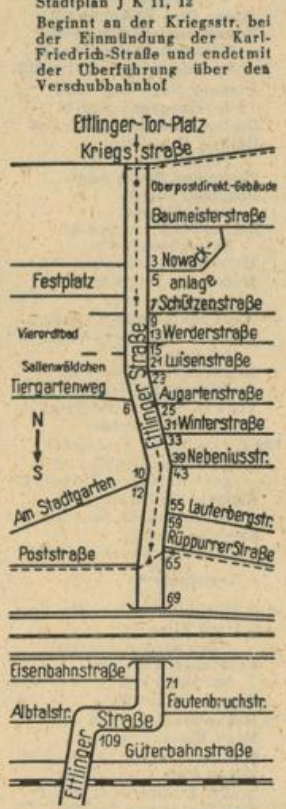 Stadtplan J K 11, 12
Beginnt an der Kriegsstr. bei
der Einmündung der Karl-
Friedrich-Straße und endetmit
der Überführung über den
Verschubbahnhof
Ettlinger-Tor-Platz
Kriegsstraße
Oberpostdirekt.-Gebäude
Baumeisterstraße
3 Nowack-
Festplatz
5 anlage
7 Schützenstraße
9
Vierordtbad
13 Werderstraße
15
Sallenwäldchen
21 Luisenstraße
23
Tiergartenweg
6
Ettlinger Straße
Augartenstraße
25
N
31 Winterstraße
33
S
39 Nebeniusstr.
10
43
12
Am Stadtgarten
55 Lauterbergstr.
59
Rüppurrer Straße
Poststraße
65
69
Eisenbahnstraße
71
Albtalstr.
Fautenbruchstr.
Ettlinger Straße
109
Güterbahnstraße